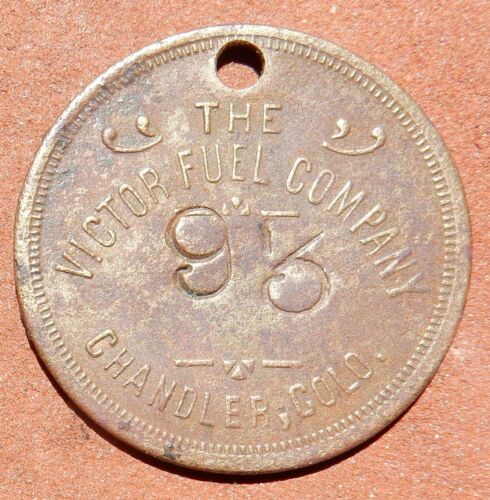 THE
VICTOR FUEL COMPANY
93
CHANDLER, COLO.